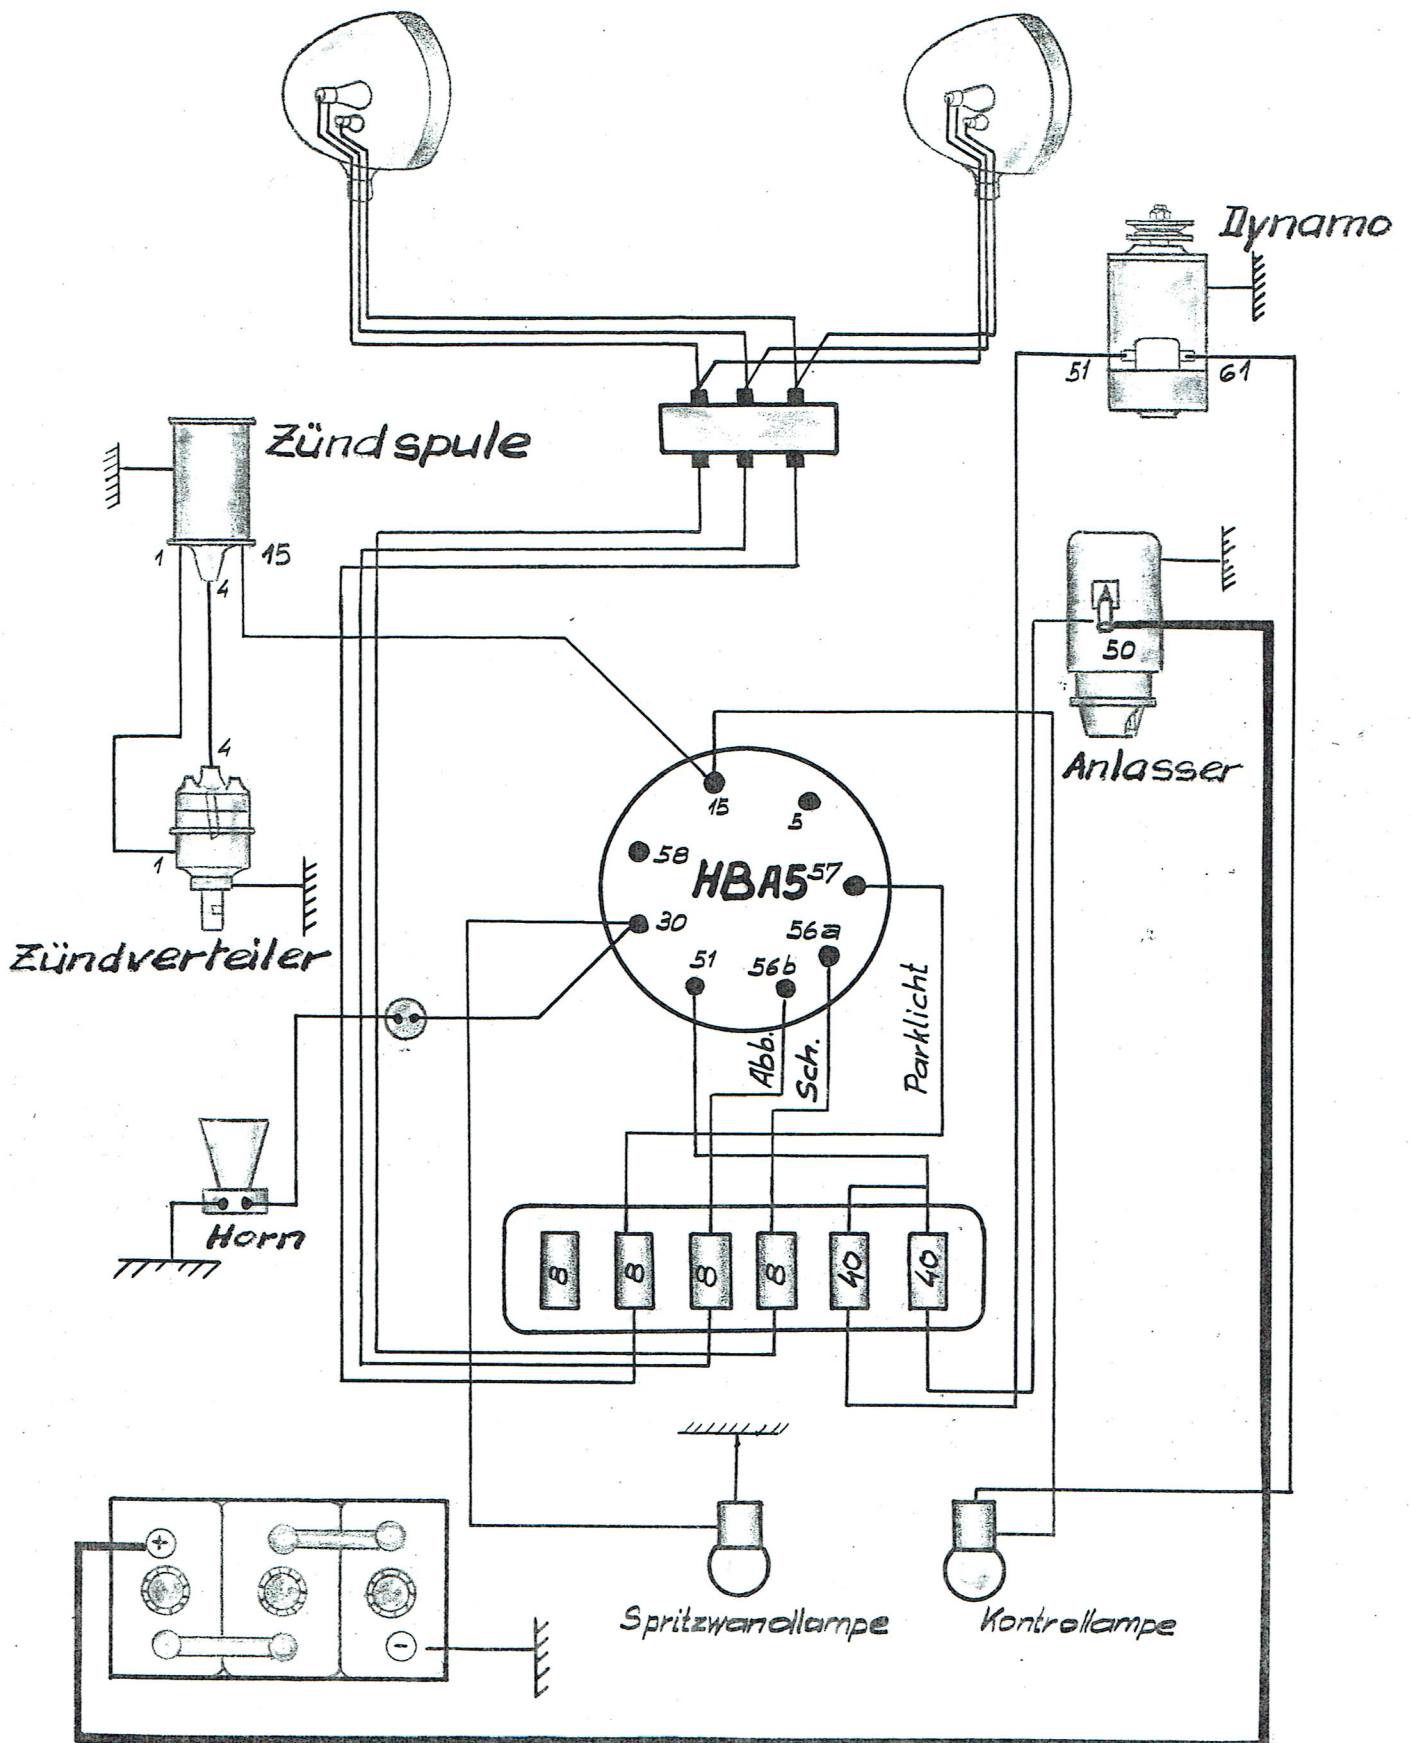 Dynamo
51
61
Zündspule
1
15
4
A
50
Anlasser
4
1
Zündverteiler
15
5
58
HBA5
57
30
56a
51
56b
Abb.
Sch.
Parklicht
Horn
8
8
8
8
40
40
+
-
Spritzwandlampe
Kontrollampe